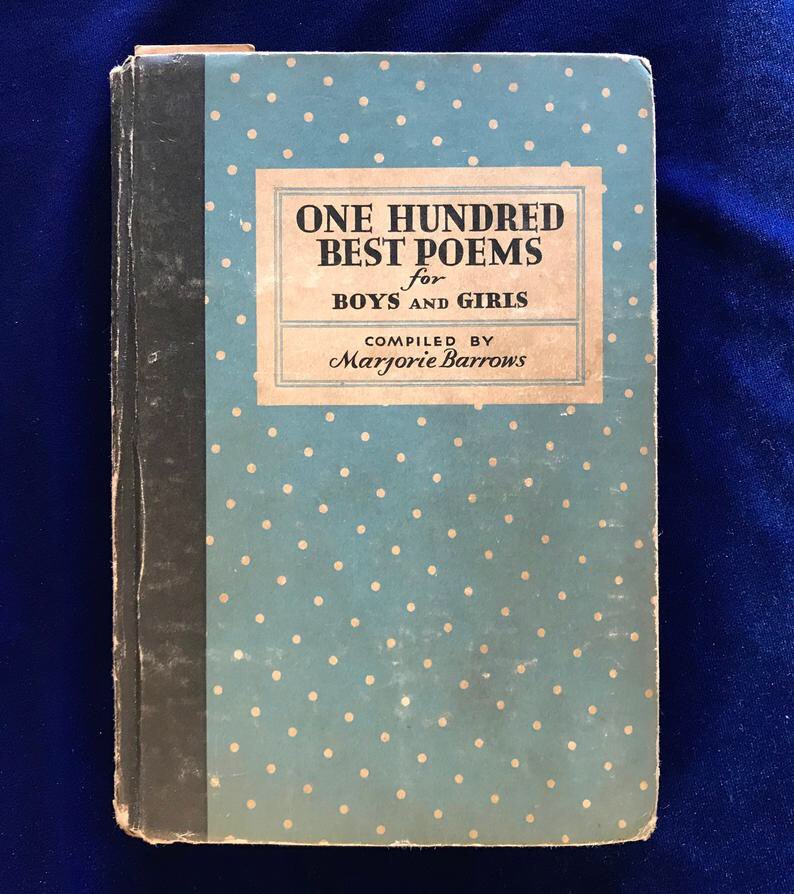 ONE HUNDRED
BEST POEMS
for
BOYS AND GIRLS
COMPILED BY
Marjorie Barrows